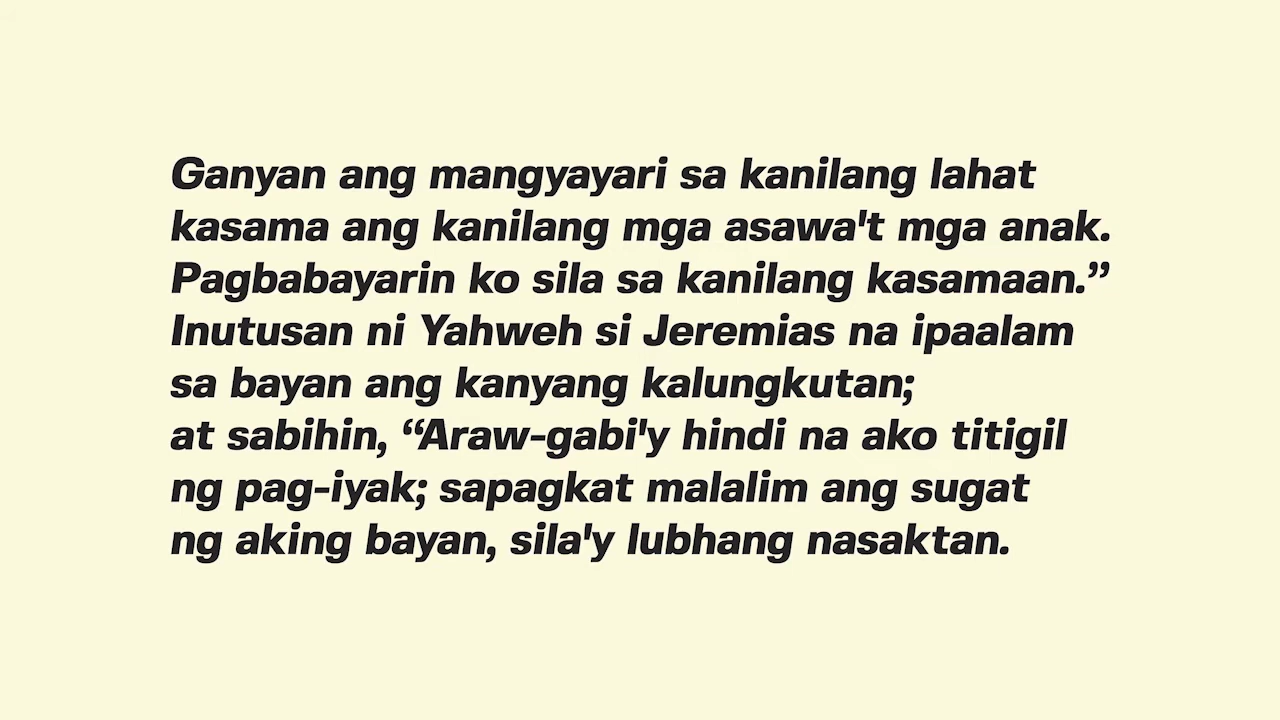 Ganyan ang mangyayari sa kanilang lahat
kasama ang kanilang mga asawa't mga anak.
Pagbabayarin ko sila sa kanilang kasamaan.”
Inutusan ni Yahweh si Jeremias na ipaalam
sa bayan ang kanyang kalungkutan;
at sabihin, “Araw-gabi'y hindi na ako titigil
ng pag-iyak; sapagkat malalim ang sugat
ng aking bayan, sila'y lubhang nasaktan.